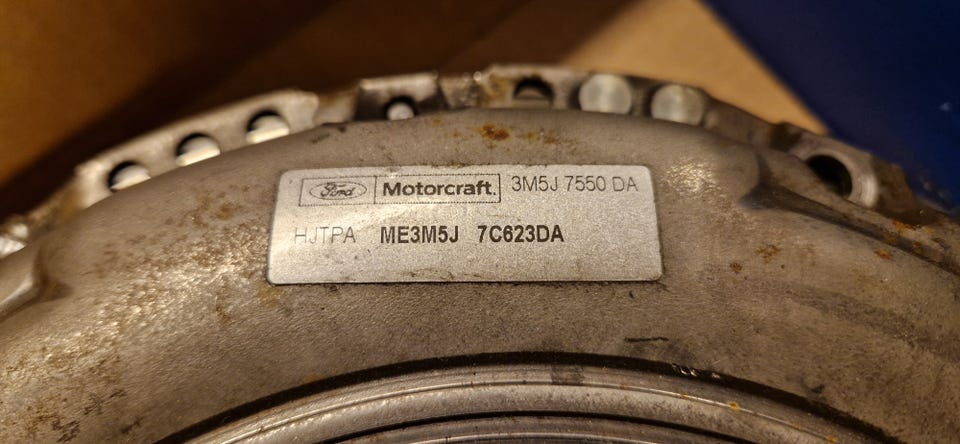 Ford Motorcraft. 3M5J 7550 DA
HJTPA ME3M5J 7C623DA